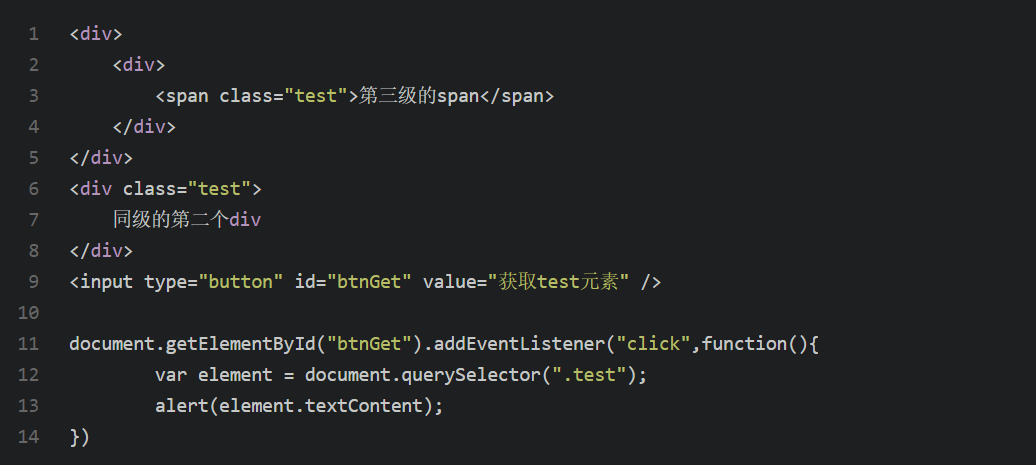 1 <div>
2     <div>
3         <span class="test">第三级的span</span>
4     </div>
5 </div>
6 <div class="test">
7     同级的第二个div
8 </div>
9 <input type="button" id="btnGet" value="获取test元素" />
10
11 document.getElementById("btnGet").addEventListener("click",function(){
12         var element = document.querySelector(".test");
13         alert(element.textContent);
14 })